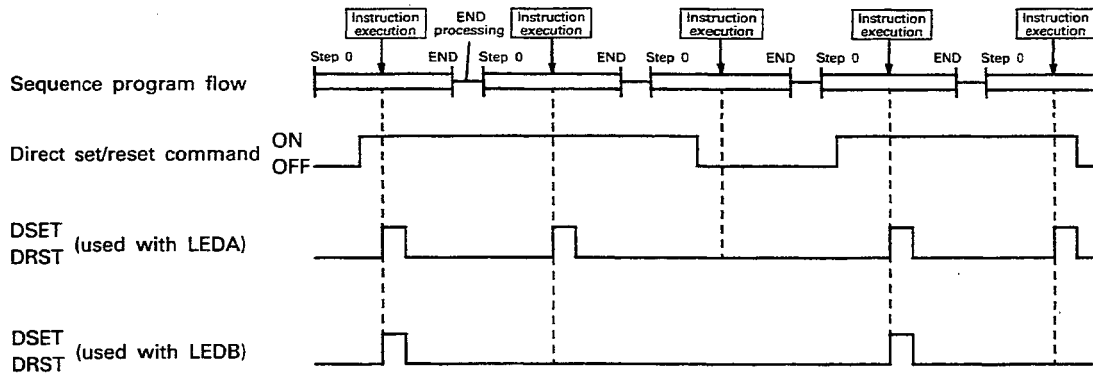 Instruction execution
END processing
Instruction execution
Instruction execution
Instruction execution
Instruction execution
Step 0 END Step 0 END Step 0 END Step 0 END Step 0
Sequence program flow
Direct set/reset command ON
OFF
DSET
DRST (used with LEDA)
DSET
DRST (used with LEDB)